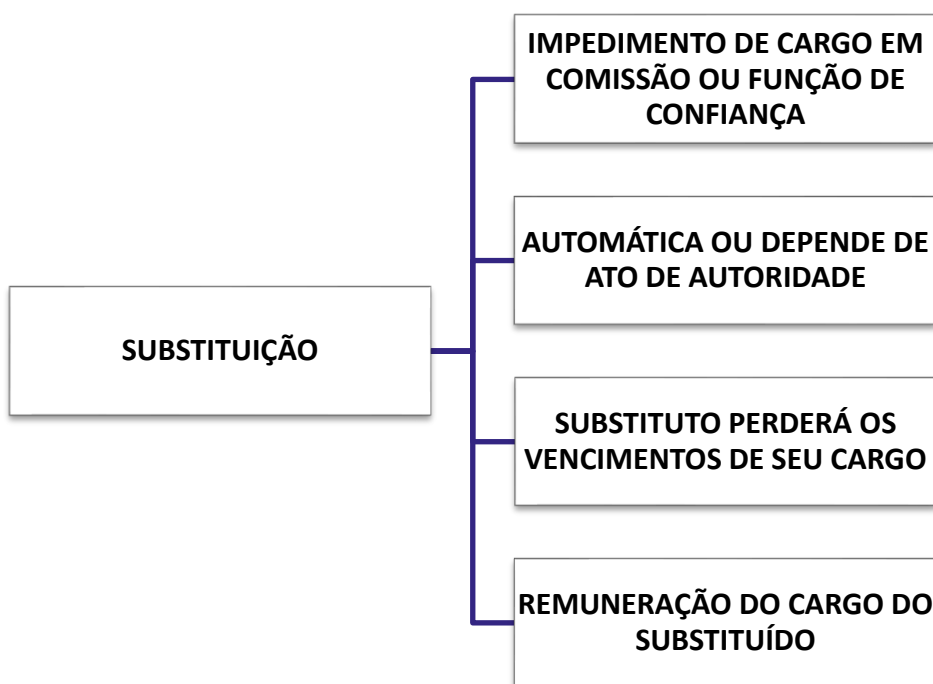 IMPEDIMENTO DE CARGO EM
COMISSÃO OU FUNÇÃO DE
CONFIANÇA
AUTOMÁTICA OU DEPENDE DE
ATO DE AUTORIDADE
SUBSTITUIÇÃO
SUBSTITUTO PERDERÁ OS
VENCIMENTOS DE SEU CARGO
REMUNERAÇÃO DO CARGO DO
SUBSTITUÍDO